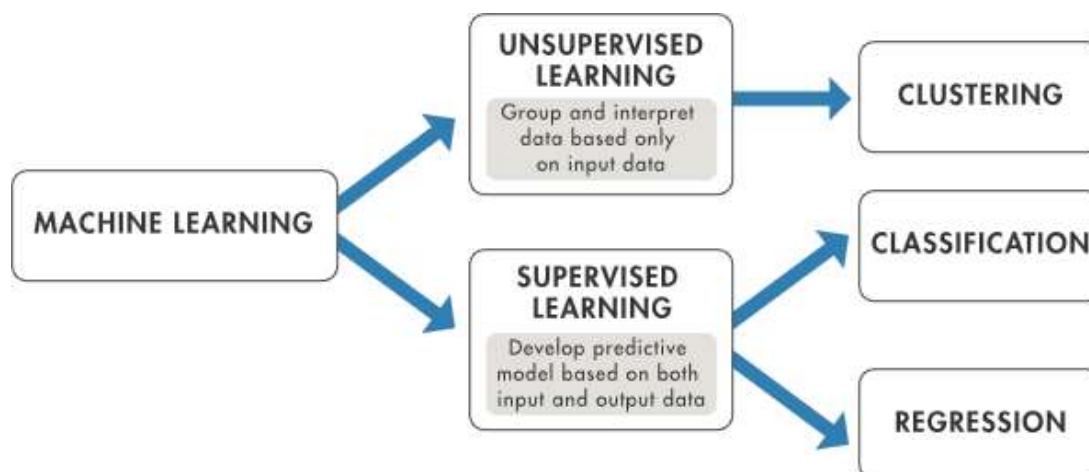 MACHINE LEARNING
UNSUPERVISED
LEARNING
Group and interpret
data based only
on input data
SUPERVISED
LEARNING
Develop predictive
model based on both
input and output data
CLUSTERING
CLASSIFICATION
REGRESSION